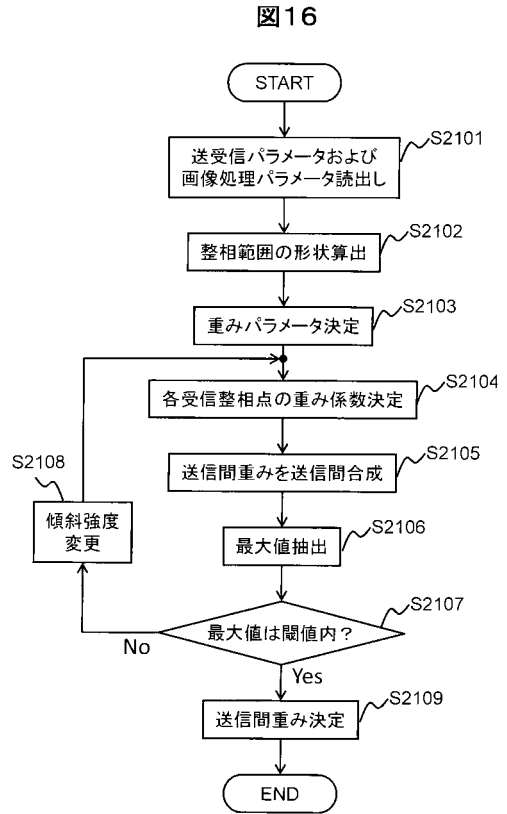 図16
START
S2101
送受信パラメータおよび
画像処理パラメータ読出し
S2102
整相範囲の形状算出
S2103
重みパラメータ決定
S2104
各受信整相点の重み係数決定
S2105
送信間重みを送信間合成
S2108
傾斜強度
変更
S2106
最大値抽出
S2107
最大値は閾値内？
No
Yes
S2109
送信間重み決定
END